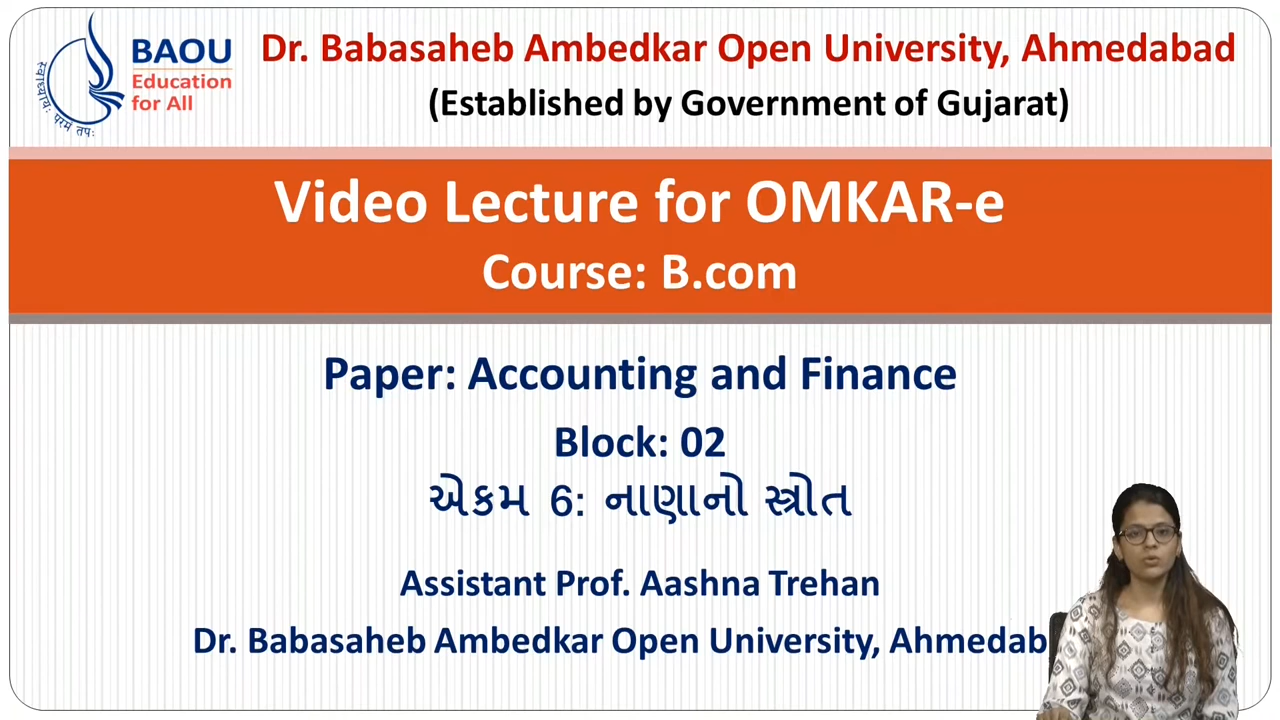 BAOU
Education
for All
स्वाध्यायः परमं तपः
Dr. Babasaheb Ambedkar Open University, Ahmedabad
(Established by Government of Gujarat)
Video Lecture for OMKAR-e
Course: B.com
Paper: Accounting and Finance
Block: 02
એકમ 6: નાણાનો સ્ત્રોત
Assistant Prof. Aashna Trehan
Dr. Babasaheb Ambedkar Open University, Ahmedab